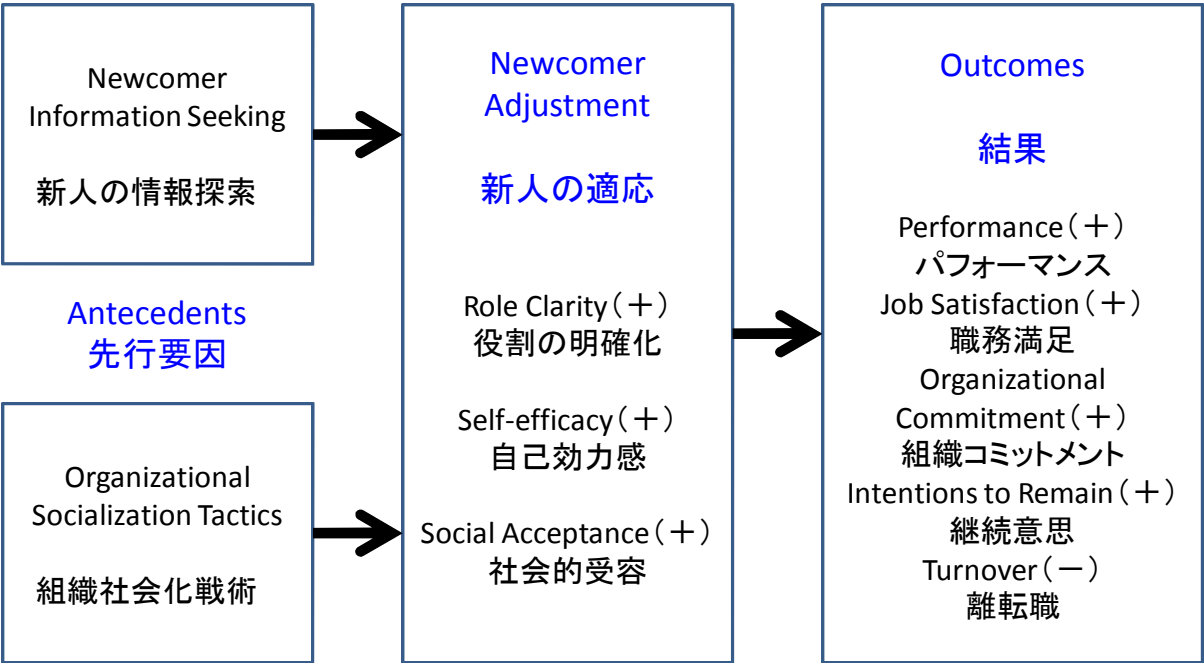 Newcomer
Information Seeking
新人の情報探索
Antecedents
先行要因
Organizational
Socialization Tactics
組織社会化戦術
Newcomer
Adjustment
新人の適応
Role Clarity(＋)
役割の明確化
Self-efficacy(＋)
自己効力感
Social Acceptance(＋)
社会的受容
Outcomes
結果
Performance(＋)
パフォーマンス
Job Satisfaction(＋)
職務満足
Organizational
Commitment(＋)
組織コミットメント
Intentions to Remain(＋)
継続意思
Turnover(－)
離転職